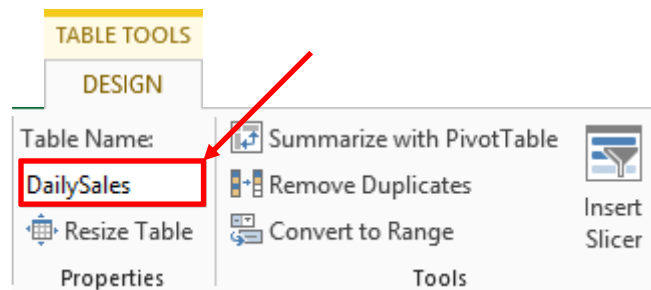 TABLE TOOLS
DESIGN
Table Name:
DailySales
Resize Table
Properties
Summarize with PivotTable
Remove Duplicates
Convert to Range
Insert
Slicer
Tools